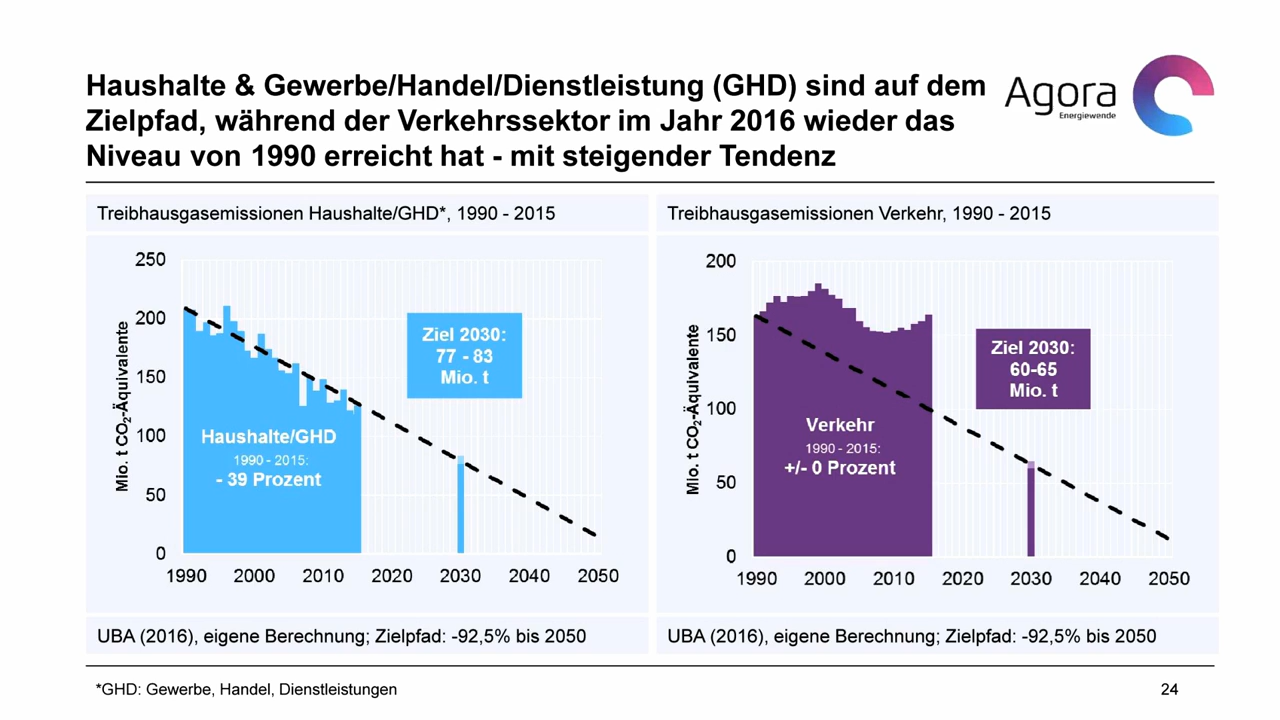 Haushalte & Gewerbe/Handel/Dienstleistung (GHD) sind auf dem
Zielpfad, während der Verkehrssektor im Jahr 2016 wieder das
Niveau von 1990 erreicht hat - mit steigender Tendenz
Agora
Energiewende
Treibhausgasemissionen Haushalte/GHD*, 1990 - 2015
Mio. t CO₂-Äquivalente
250
200
150
100
50
0
1990 2000 2010 2020 2030 2040 2050
Ziel 2030:
77 - 83
Mio. t
Haushalte/GHD
1990 - 2015:
- 39 Prozent
UBA (2016), eigene Berechnung; Zielpfad: -92,5% bis 2050
Treibhausgasemissionen Verkehr, 1990 - 2015
Mio. t CO₂-Äquivalente
200
150
100
50
0
1990 2000 2010 2020 2030 2040 2050
Ziel 2030:
60-65
Mio. t
Verkehr
1990 - 2015:
+/- 0 Prozent
UBA (2016), eigene Berechnung; Zielpfad: -92,5% bis 2050
*GHD: Gewerbe, Handel, Dienstleistungen
24